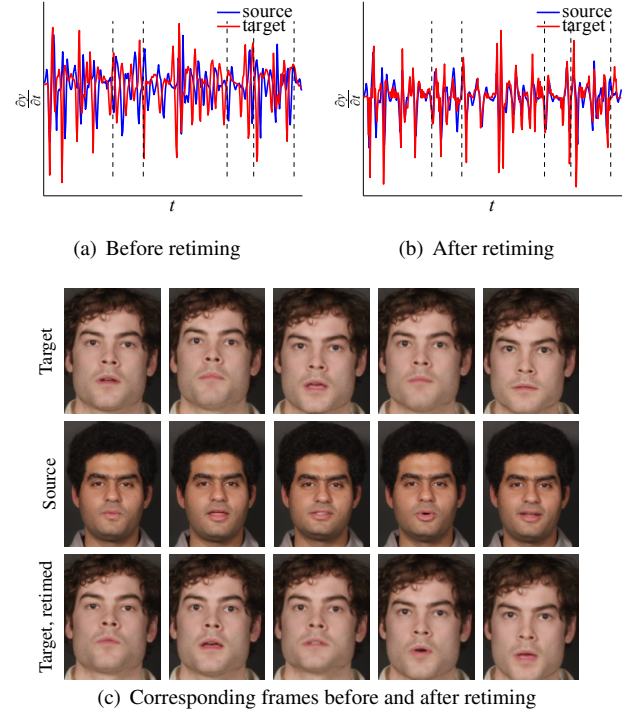 source
target
∂y
∂t
t
(a) Before retiming
source
target
∂y
∂t
t
(b) After retiming
Target
Source
Target, retimed
(c) Corresponding frames before and after retiming